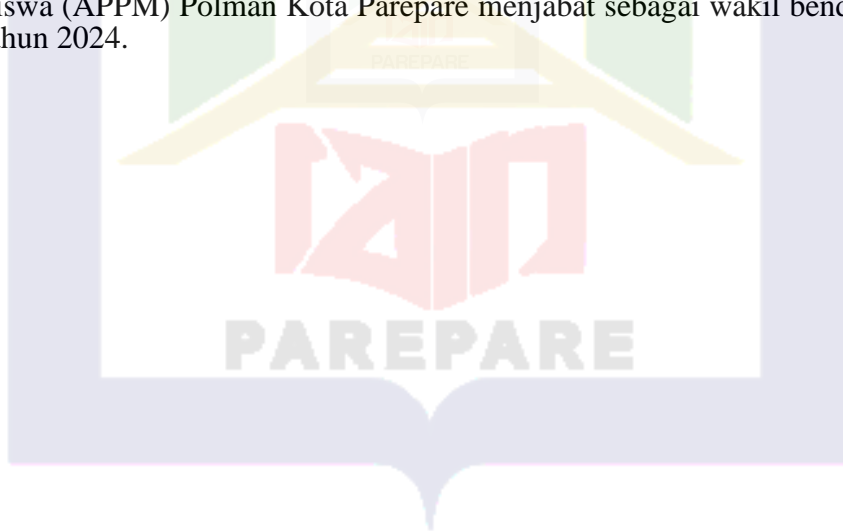 iswa (APPM) Polman Kota Parepare menjabat sebagai wakil bend
hun 2024.
PAREPARE
PAREPARE